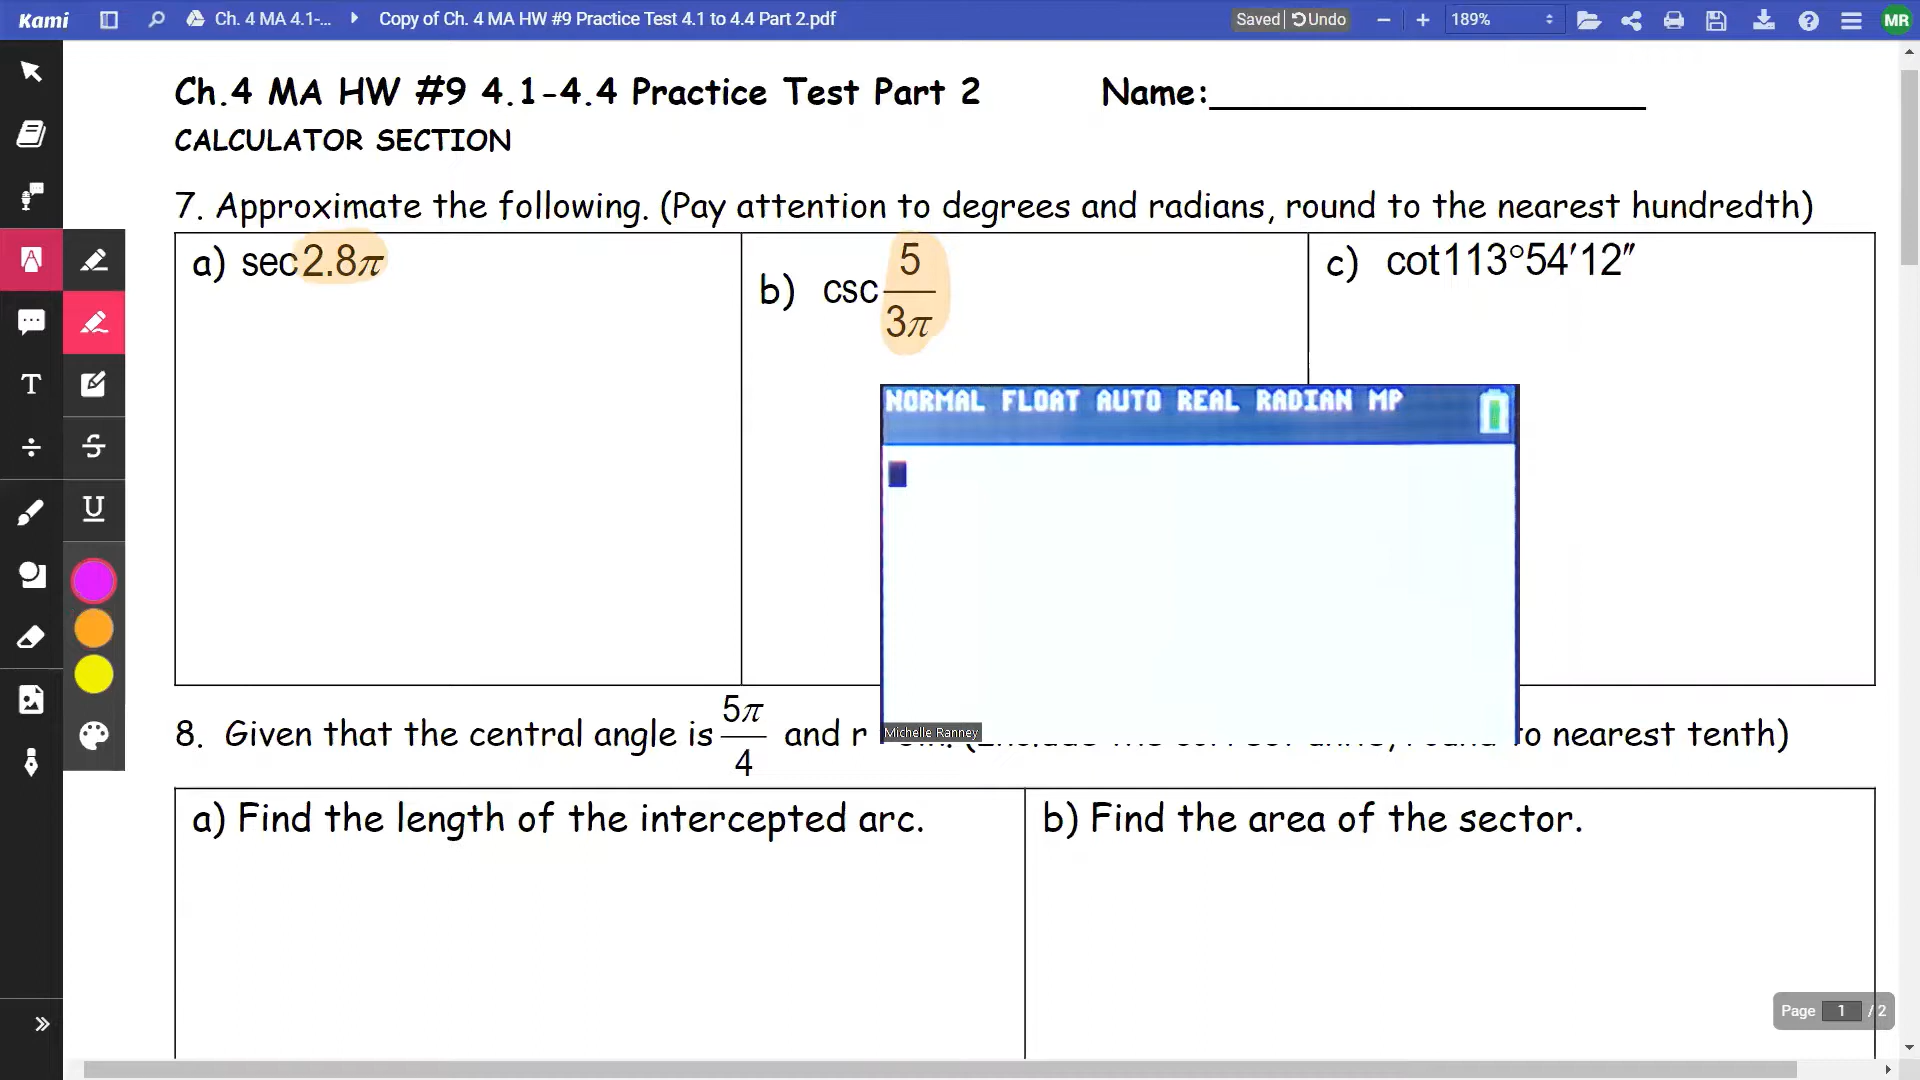 Kami Ch. 4 MA 4.1-... Copy of Ch. 4 MA HW #9 Practice Test 4.1 to 4.4 Part 2.pdf Saved Undo 189% MR
Ch.4 MA HW #9 4.1-4.4 Practice Test Part 2 Name:
CALCULATOR SECTION
7. Approximate the following. (Pay attention to degrees and radians, round to the nearest hundredth)
a) sec 2.8π
b) csc 5/3π
c) cot113°54′12″
NORMAL FLOAT AUTO REAL RADIAN MP
Michelle Ranney
8. Given that the central angle is 5π/4 and r to nearest tenth)
a) Find the length of the intercepted arc.
b) Find the area of the sector.
Page 1 / 2